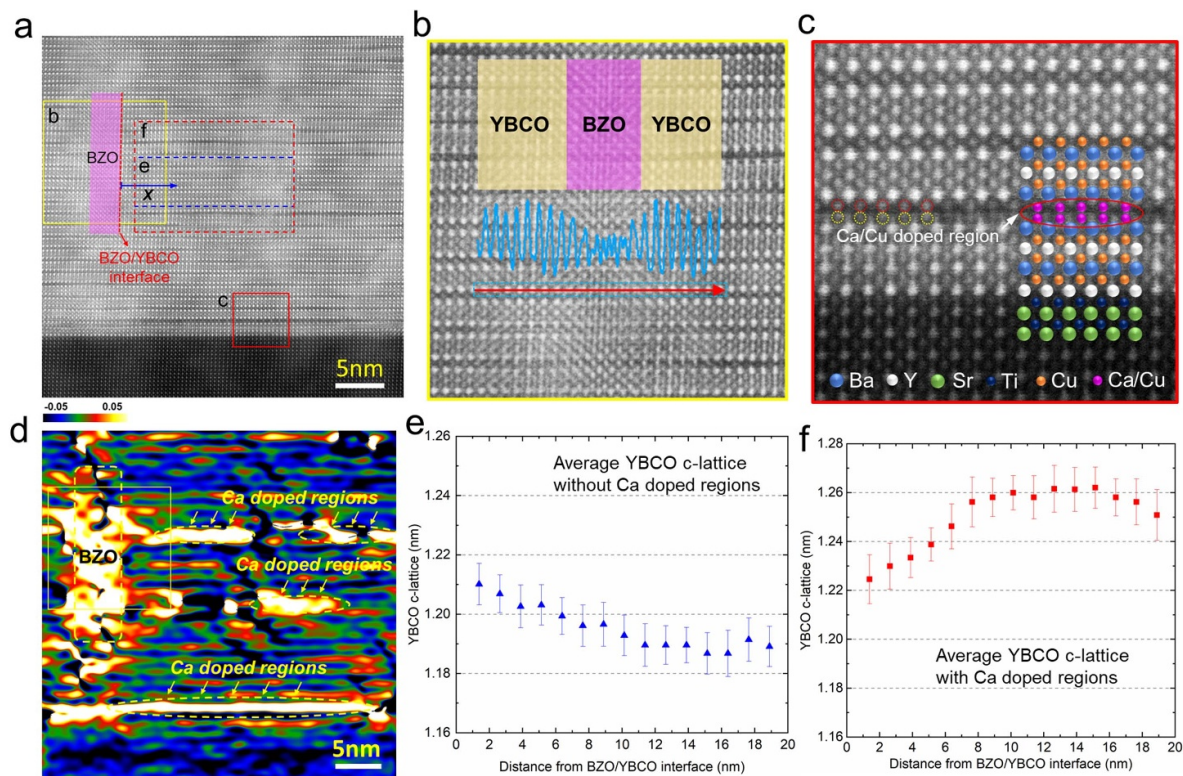 a
b
BZO
f
e
x
BZO/YBCO
interface
c
5nm
b
YBCO BZO YBCO
c
Ca/Cu doped
region
Ba Y Sr Ti Cu Ca/Cu
-0.05 0.05
d
Ca doped regions
BZO
Ca doped regions
Ca doped regions
5nm
e
1.26
1.24
1.22
1.20
1.18
1.16
YBCO c-lattice (nm)
Average YBCO c-lattice
without Ca doped regions
0 2 4 6 8 10 12 14 16 18 20
Distance from BZO/YBCO interface (nm)
f
1.28
1.26
1.24
1.22
1.20
1.18
1.16
YBCO c-lattice (nm)
Average YBCO c-lattice
with Ca doped regions
0 2 4 6 8 10 12 14 16 18 20
Distance from BZO/YBCO interface (nm)